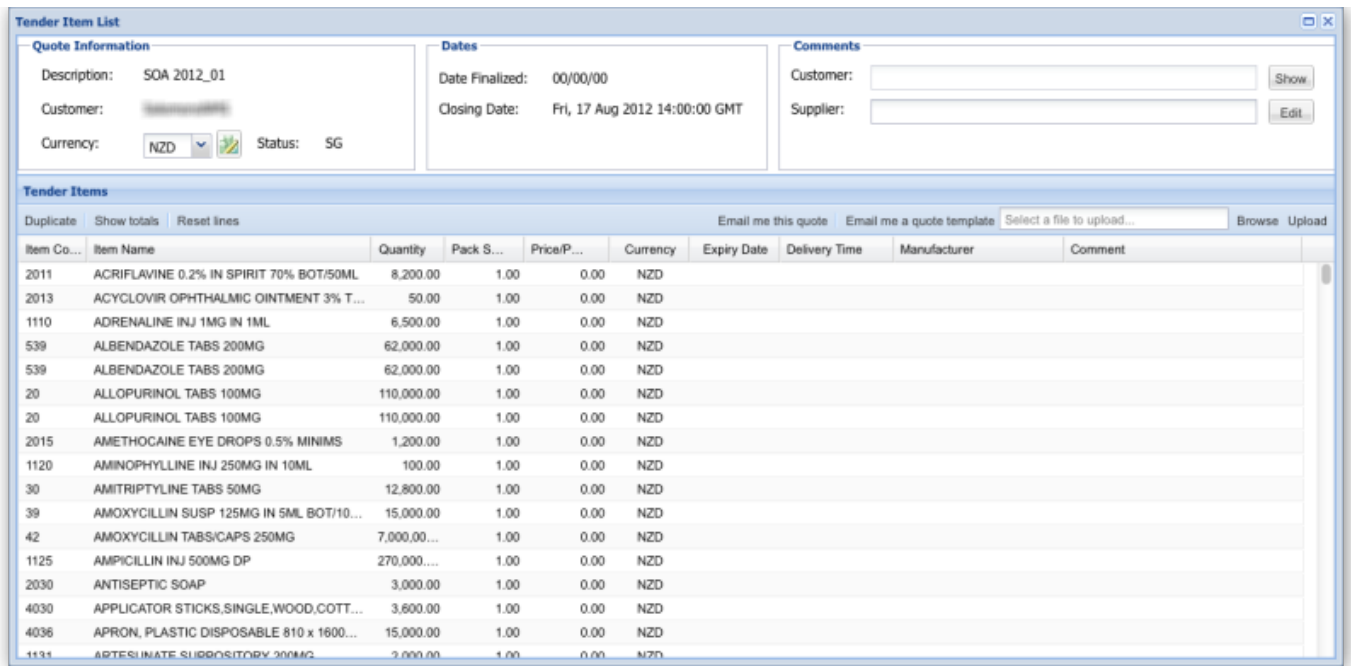 Tender Item List
Quote Information Dates Comments
Description: SOA 2012_01 Date Finalized: 00/00/00 Customer: Show
Customer: Closing Date: Fri, 17 Aug 2012 14:00:00 GMT Supplier: Edit
Currency: NZD Status: SG
Tender Items
Duplicate Show totals Reset lines Email me this quote Email me a quote template Select a file to upload... Browse Upload
Item Co... Item Name Quantity Pack S... Price/P... Currency Expiry Date Delivery Time Manufacturer Comment
2011 ACRIFLAVINE 0.2% IN SPIRIT 70% BOT/50ML 8,200.00 1.00 0.00 NZD
2013 ACYCLOVIR OPHTHALMIC OINTMENT 3% T... 50.00 1.00 0.00 NZD
1110 ADRENALINE INJ 1MG IN 1ML 6,500.00 1.00 0.00 NZD
539 ALBENDAZOLE TABS 200MG 62,000.00 1.00 0.00 NZD
539 ALBENDAZOLE TABS 200MG 62,000.00 1.00 0.00 NZD
20 ALLOPURINOL TABS 100MG 110,000.00 1.00 0.00 NZD
20 ALLOPURINOL TABS 100MG 110,000.00 1.00 0.00 NZD
2015 AMETHOCAINE EYE DROPS 0.5% MINIMS 1,200.00 1.00 0.00 NZD
1120 AMINOPHYLLINE INJ 250MG IN 10ML 100.00 1.00 0.00 NZD
30 AMITRIPTYLINE TABS 50MG 12,800.00 1.00 0.00 NZD
39 AMOXYCILLIN SUSP 125MG IN 5ML BOT/10... 15,000.00 1.00 0.00 NZD
42 AMOXYCILLIN TABS/CAPS 250MG 7,000,00... 1.00 0.00 NZD
1125 AMPICILLIN INJ 500MG DP 270,000.... 1.00 0.00 NZD
2030 ANTISEPTIC SOAP 3,000.00 1.00 0.00 NZD
4030 APPLICATOR STICKS,SINGLE,WOOD,COTT... 3,600.00 1.00 0.00 NZD
4036 APRON, PLASTIC DISPOSABLE 810 x 1600... 15,000.00 1.00 0.00 NZD
1131 ARTESUNATE SUPPOSITORY 200MG 2,000.00 1.00 0.00 NZD